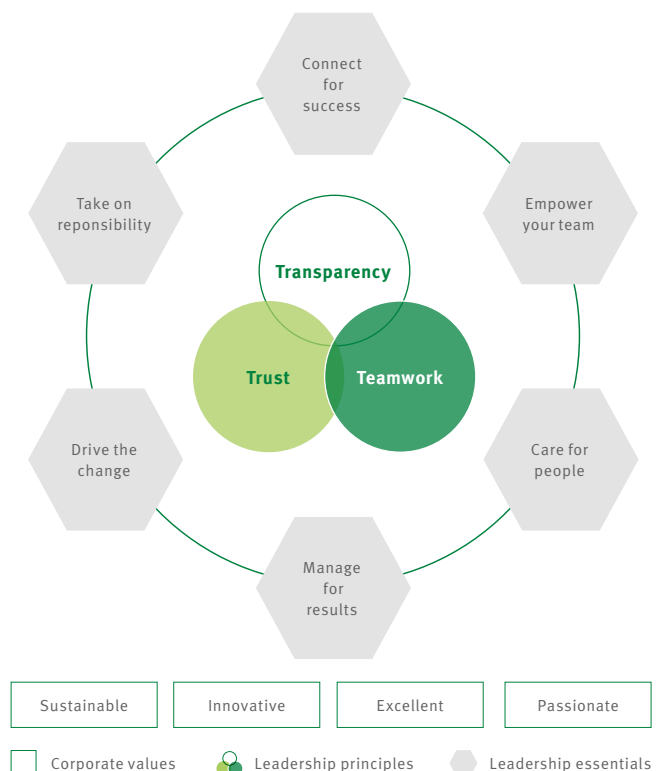 Connect
for
success
Take on
reponsibility
Empower
your team
Transparency
Trust
Teamwork
Drive the
change
Care for
people
Manage
for
results
Sustainable
Innovative
Excellent
Passionate
Corporate values
Leadership principles
Leadership essentials